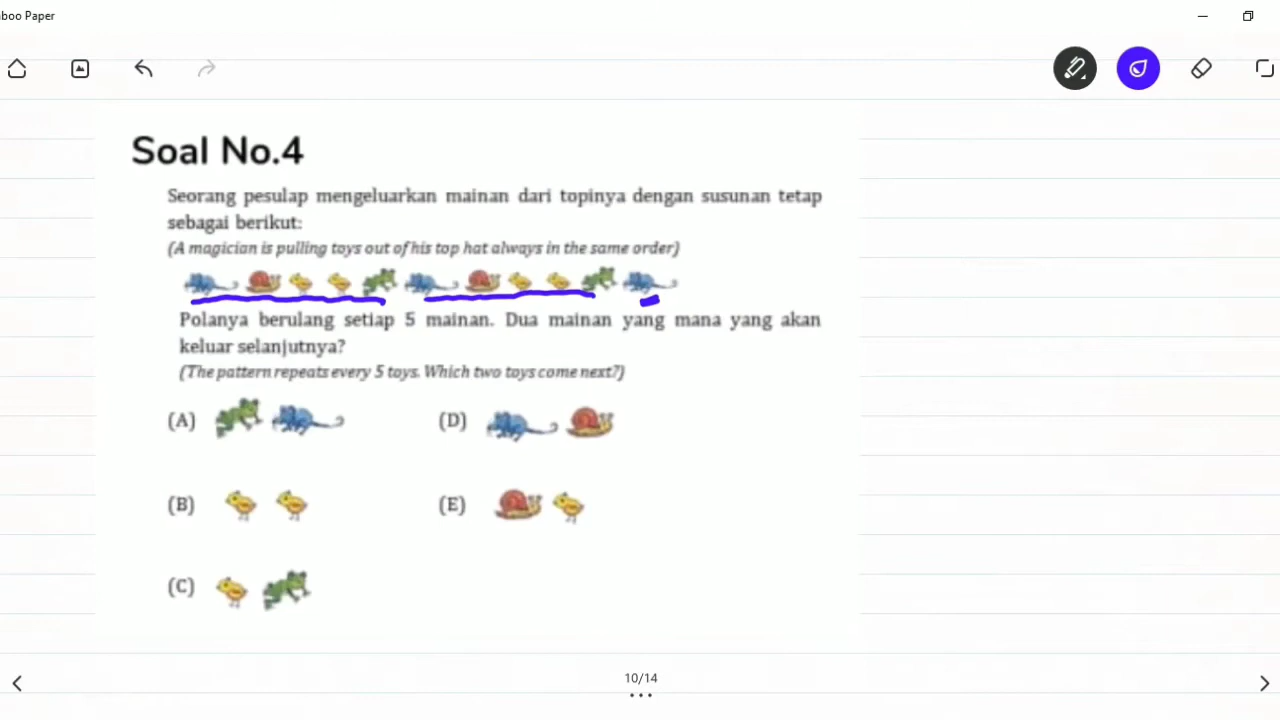 boo Paper
Soal No.4
Seorang pesulap mengeluarkan mainan dari topinya dengan susunan tetap
sebagai berikut:
(A magician is pulling toys out of his top hat always in the same order)
Polanya berulang setiap 5 mainan. Dua mainan yang mana yang akan
keluar selanjutnya?
(The pattern repeats every 5 toys. Which two toys come next?)
(A)
(D)
(B)
(E)
(C)
10/14